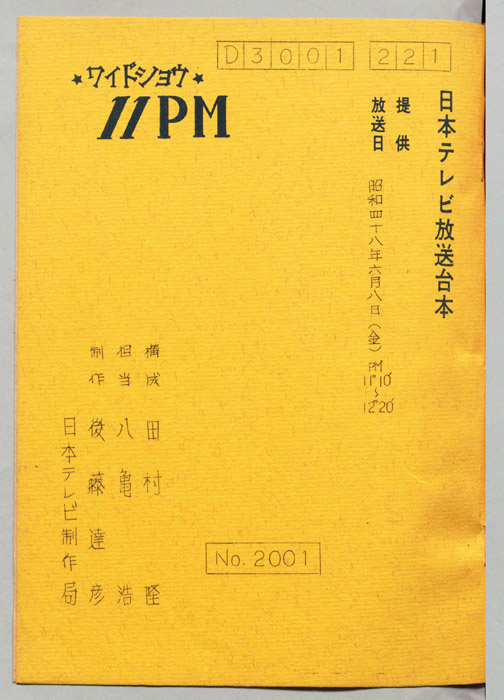 D3001 221
★ワイドショウ★
11PM
日本テレビ放送台本
提供
放送日
昭和四十八年六月八日(金)PM 11°10′〜12°20′
構成 田村 隆
担当 八亀 浩
制作 後藤達彦
日本テレビ制作局
No.2001